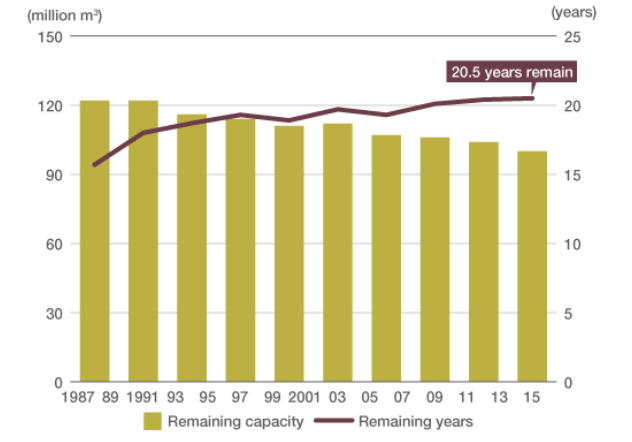 (million m³) (years)
150 25
20.5 years remain
120 20
90 15
60 10
30 5
0 0
1987 89 1991 93 95 97 99 2001 03 05 07 09 11 13 15
Remaining capacity Remaining years